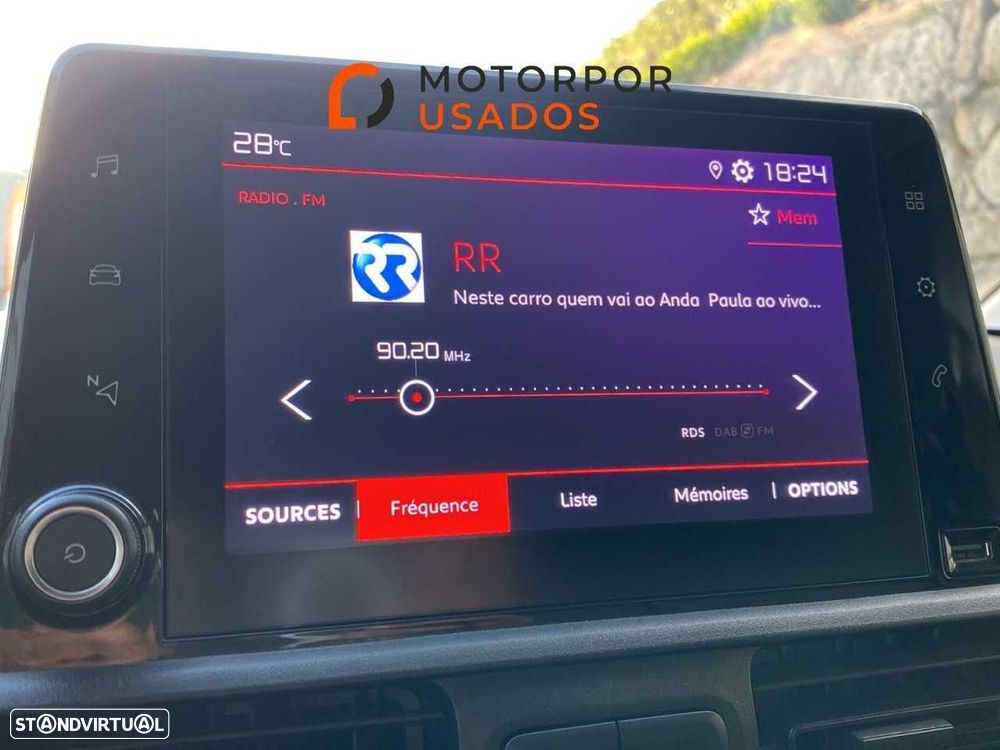 MOTORPOR
USADOS
28°C
18:24
RADIO . FM
Mem
RR
RR
Neste carro quem vai ao Anda Paula ao vivo...
90.20 MHz
RDS DAB FM
SOURCES | Fréquence Liste Mémoires | OPTIONS
N
STANDVIRTUAL